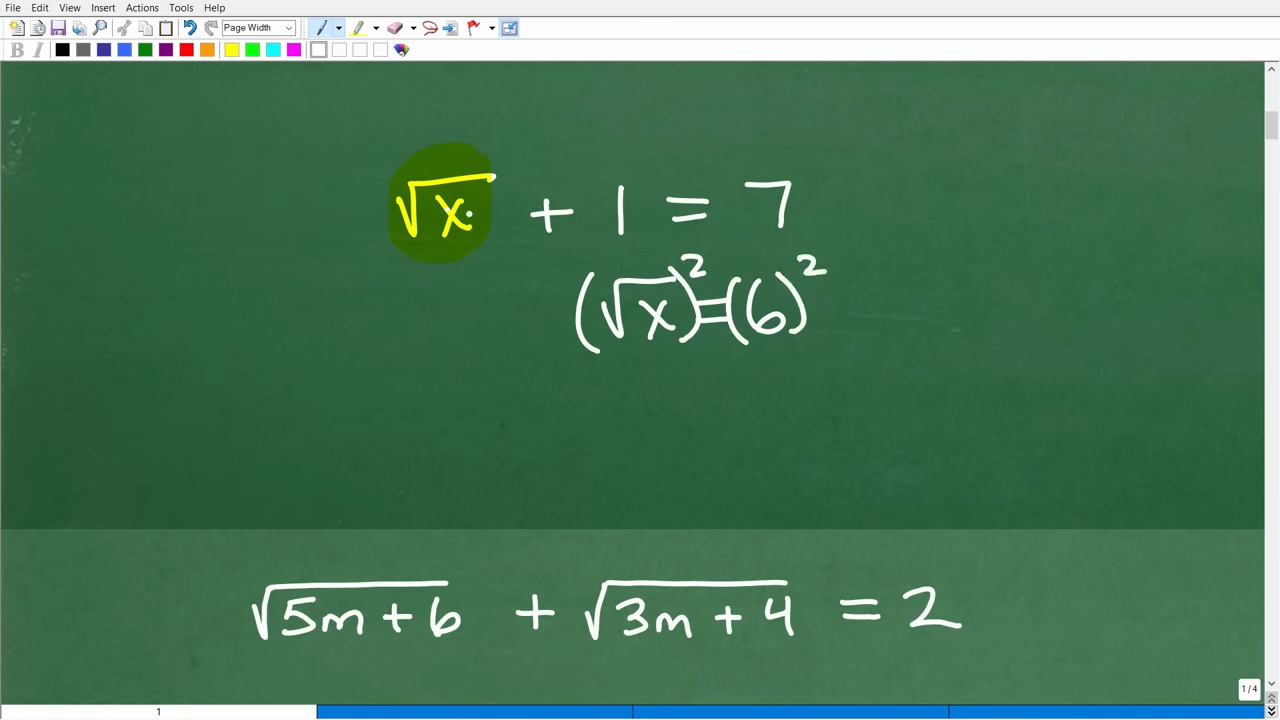 File Edit View Insert Actions Tools Help
Page Width
B I
√x + 1 = 7
(√x)² = (6)²
√5m + 6 + √3m + 4 = 2
1 / 4
1